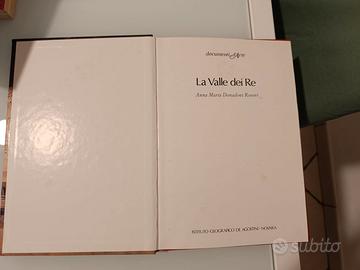 documenti d'Arte
La Valle dei Re
Anna Maria Donadoni Roveri
ISTITUTO GEOGRAFICO DE AGOSTINI - NOVARA
subito